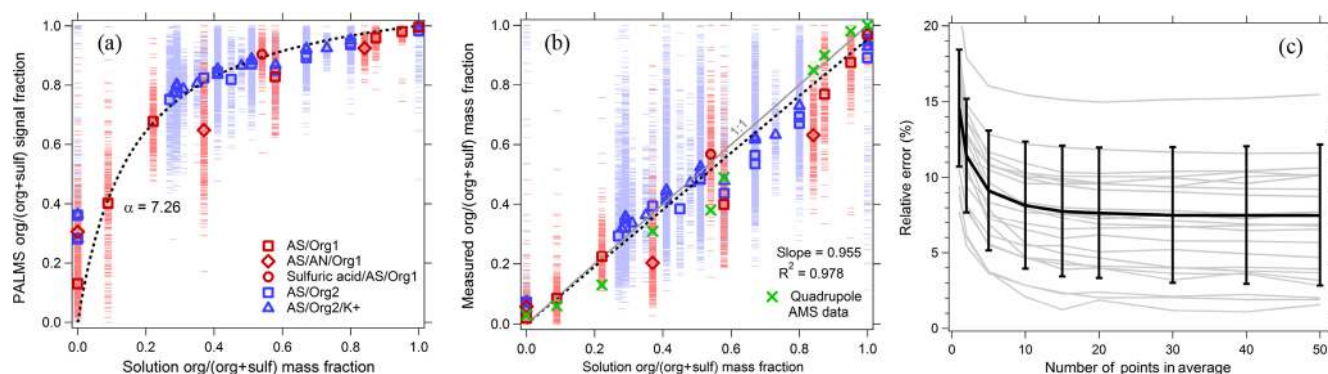 (a)
PALMS org/(org+sulf) signal fraction
1.0
0.8
0.6
0.4
0.2
0.0
α = 7.26
AS/Org1
AS/AN/Org1
Sulfuric acid/AS/Org1
AS/Org2
AS/Org2/K+
0.0 0.2 0.4 0.6 0.8 1.0
Solution org/(org+sulf) mass fraction
(b)
Measured org/(org+sulf) mass fraction
1.0
0.8
0.6
0.4
0.2
0.0
1:1
Slope = 0.955
R² = 0.978
Quadrupole
AMS data
0.0 0.2 0.4 0.6 0.8 1.0
Solution org/(org+sulf) mass fraction
(c)
Relative error (%)
20
15
10
5
0
0 10 20 30 40 50
Number of points in average